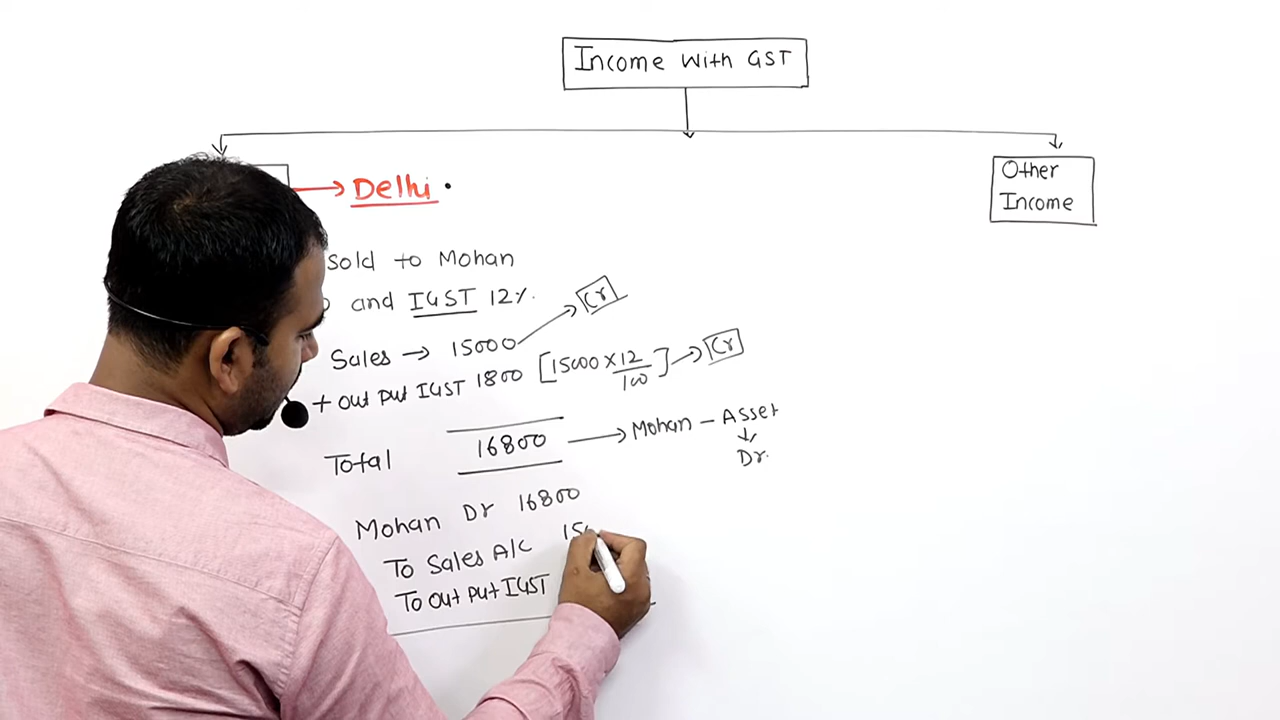 Income With GST
Delhi
Other
Income
sold to Mohan
and IGST 12%.
Sales → 15000 → Cr
+ Out Put IGST 1800 [15000 × 12/100] → Cr
Total 16800 → Mohan - Asset
Dr.
Mohan Dr 16800
To Sales A/C
To Out Put IGST